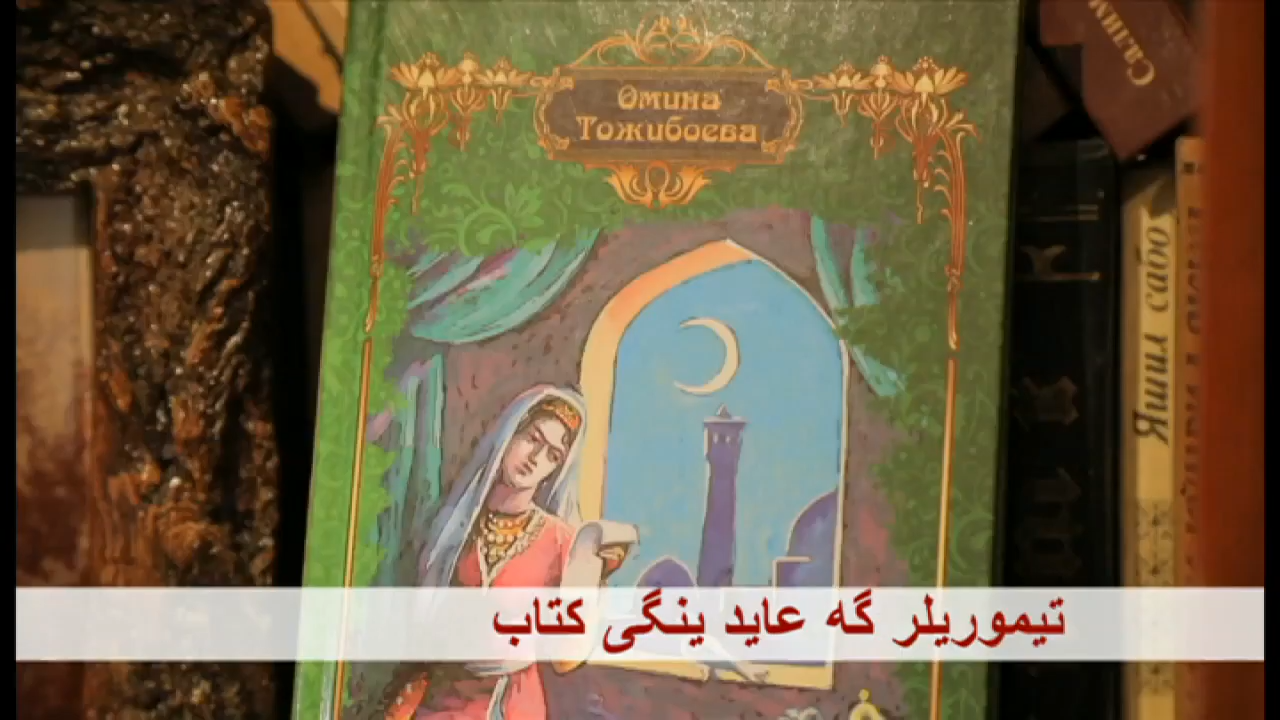 Омина
Тожибоева
Салим
Яшил сабо
تیموریلر گه عاید ینگی کتاب